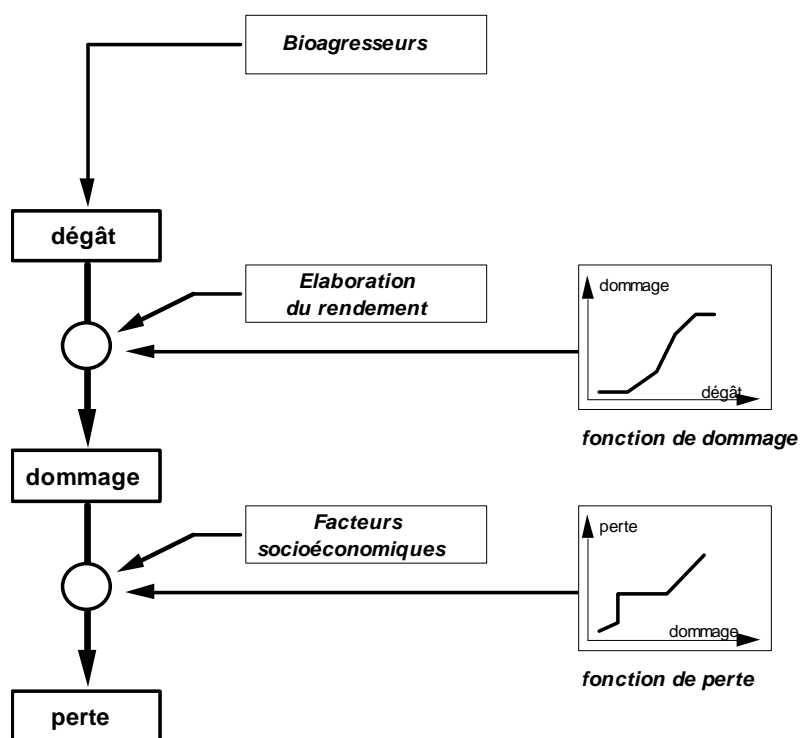 Bioagresseurs
dégât
Elaboration
du rendement
dommage
dégât
fonction de dommage
dommage
Facteurs
socioéconomiques
perte
dommage
fonction de perte
perte